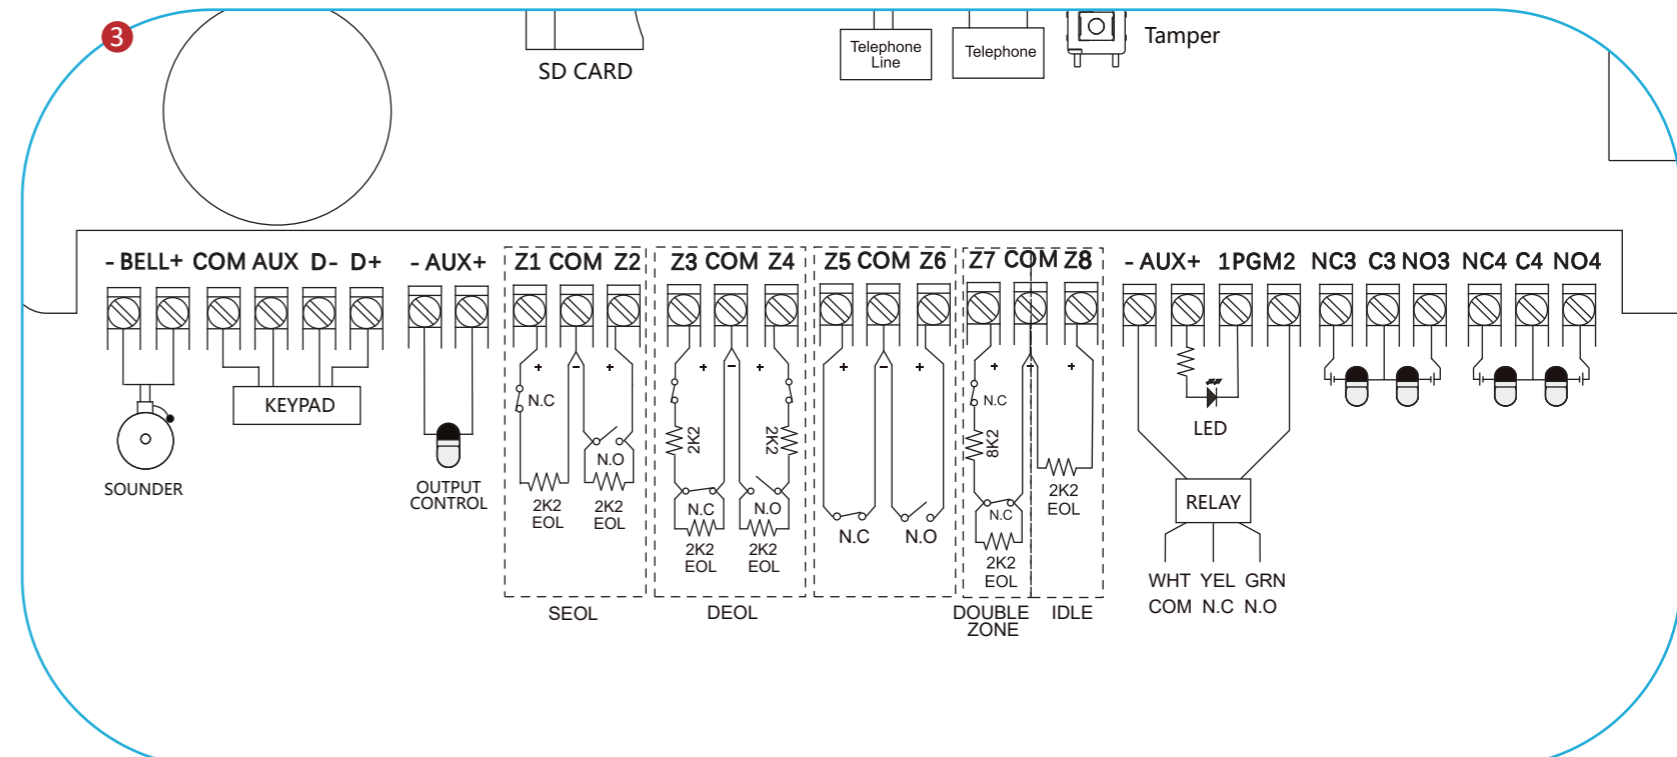 3
SD CARD
Telephone
Line
Telephone
Tamper
- BELL+ COM AUX D- D+ - AUX+ Z1 COM Z2 Z3 COM Z4 Z5 COM Z6 Z7 COM Z8 - AUX+ 1PGM2 NC3 C3 NO3 NC4 C4 NO4
+ - +
+ - +
+ - +
+ - +
N.C
N.C
KEYPAD
LED
2K2
2K2
8K2
N.O
SOUNDER
OUTPUT
CONTROL
2K2
EOL
2K2
EOL
N.C
N.O
2K2
EOL
2K2
EOL
N.C
N.O
N.C
2K2
EOL
2K2
EOL
RELAY
WHT YEL GRN
COM N.C N.O
SEOL
DEOL
DOUBLE
ZONE
IDLE